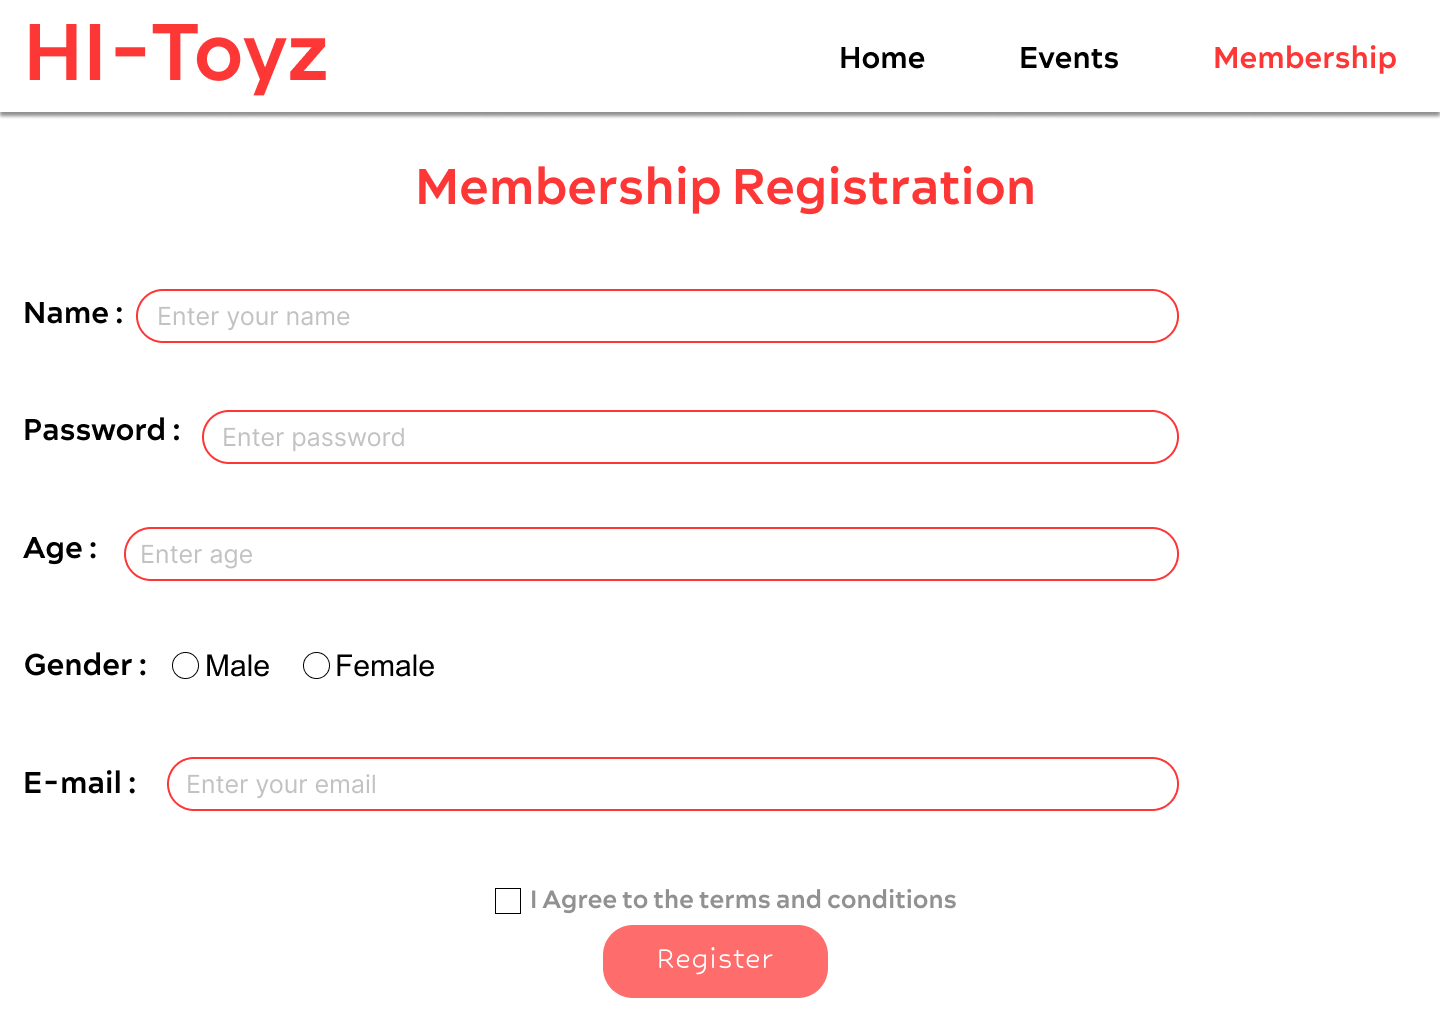 HI-Toyz
Home Events Membership
Membership Registration
Name : Enter your name
Password : Enter password
Age : Enter age
Gender : Male Female
E-mail : Enter your email
I Agree to the terms and conditions
Register